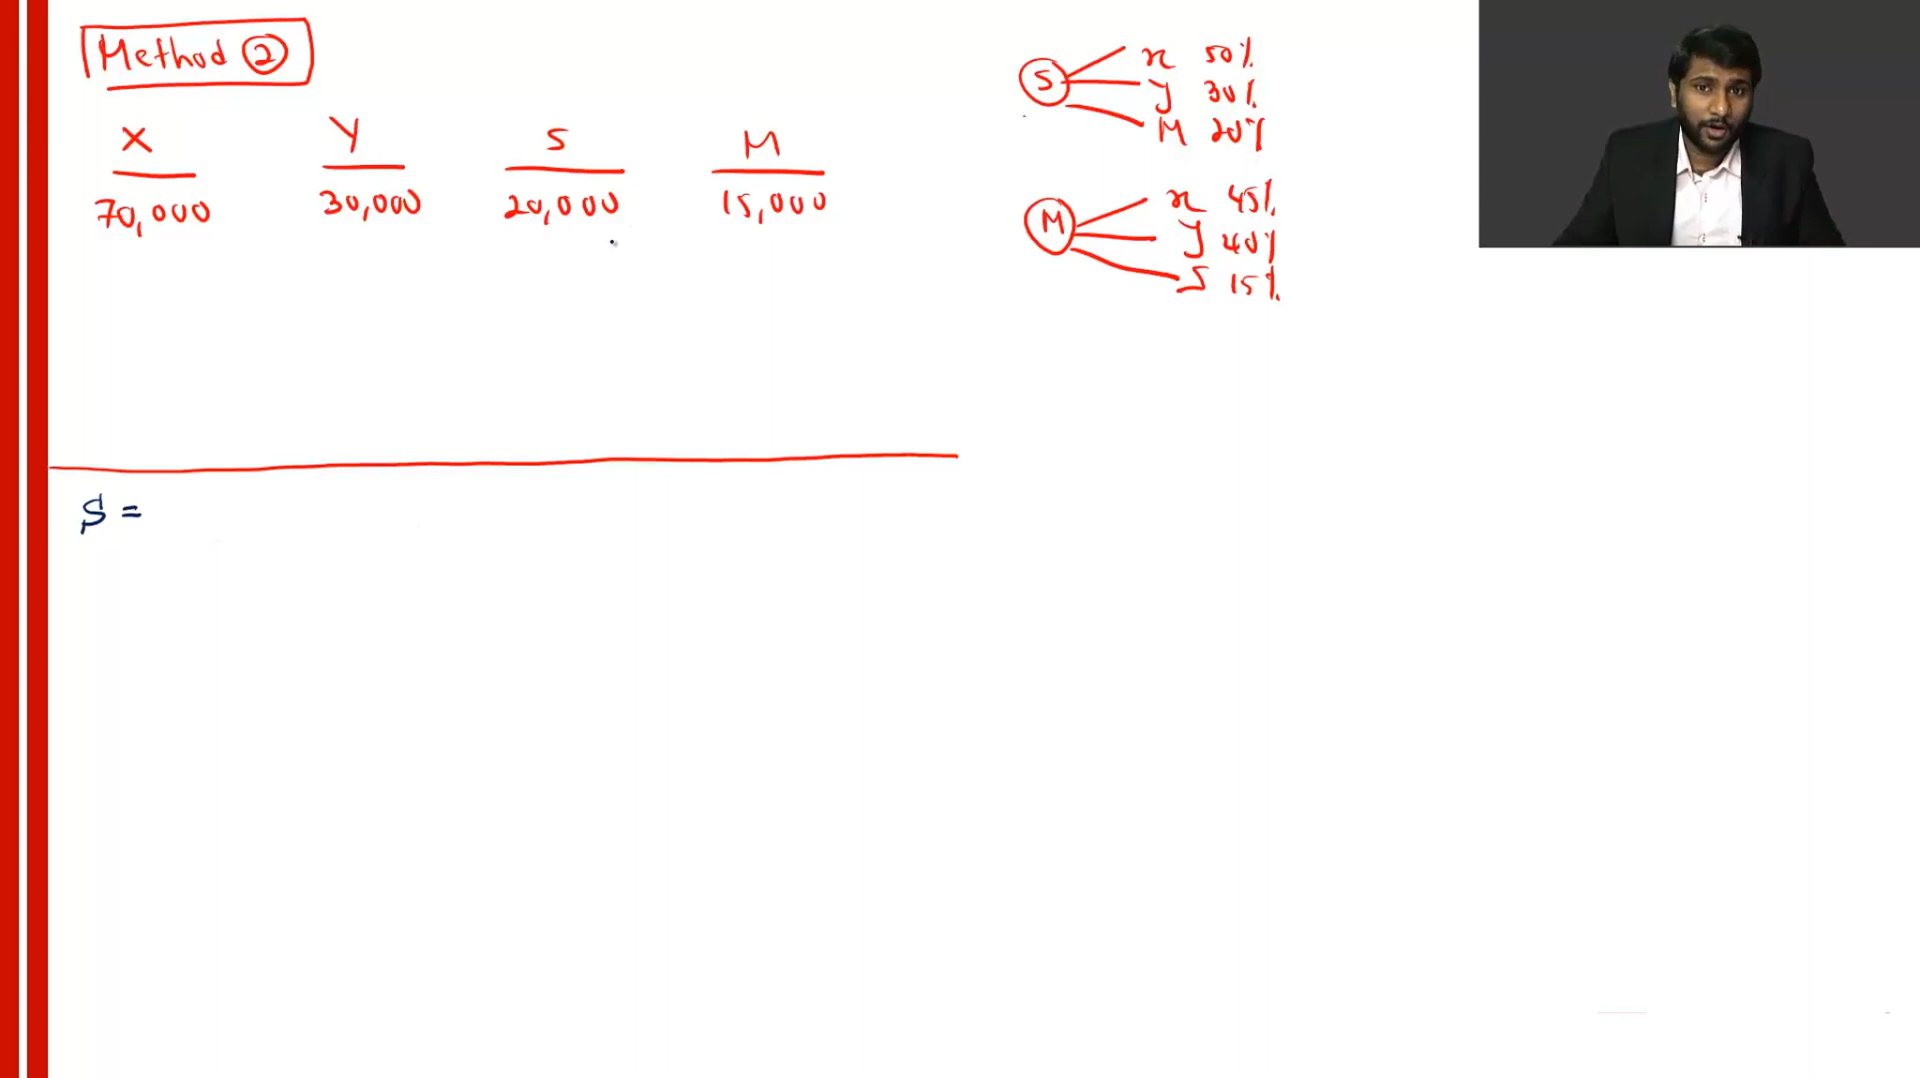 Method ②
X Y S M
70,000 30,000 20,000 15,000
S x 50%
y 30%
M 20%
M x 45%
y 40%
S 15%
S =